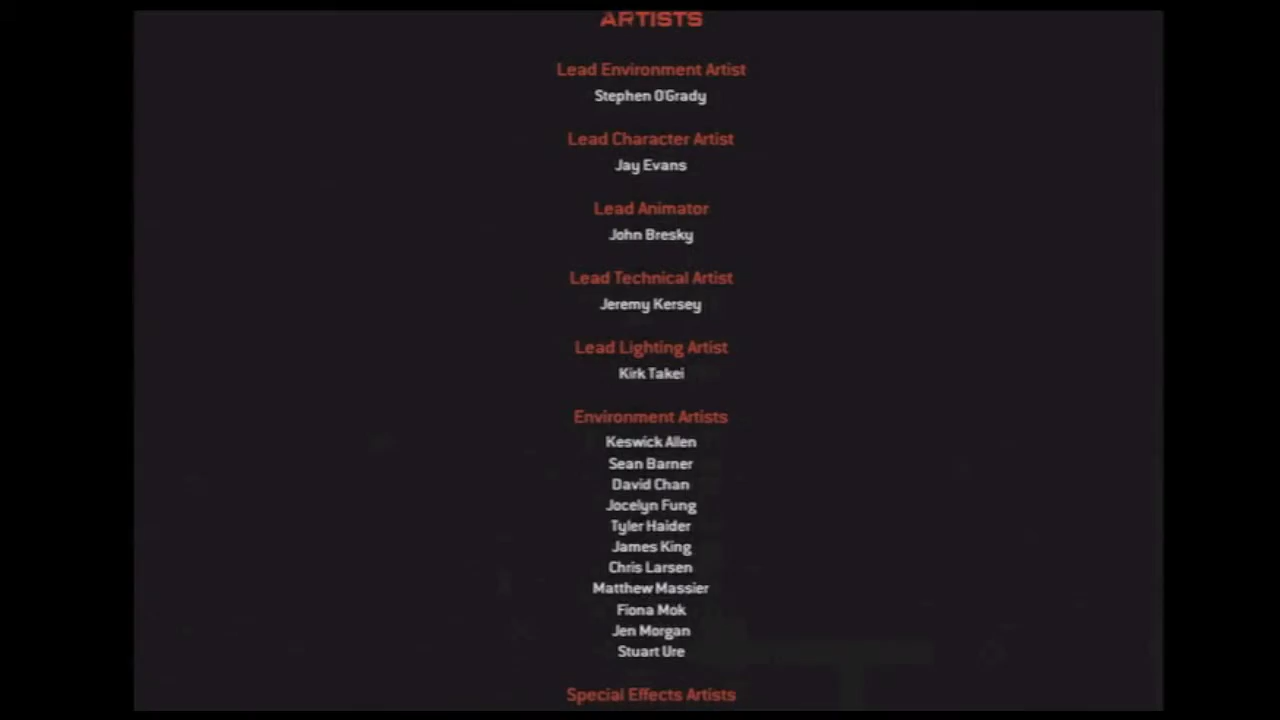 ARTISTS
Lead Environment Artist
Stephen O'Grady
Lead Character Artist
Jay Evans
Lead Animator
John Bresky
Lead Technical Artist
Jeremy Kersey
Lead Lighting Artist
Kirk Takei
Environment Artists
Keswick Allen
Sean Barner
David Chan
Jocelyn Fung
Tyler Haider
James King
Chris Larsen
Matthew Massier
Fiona Mok
Jen Morgan
Stuart Ure
Special Effects Artists